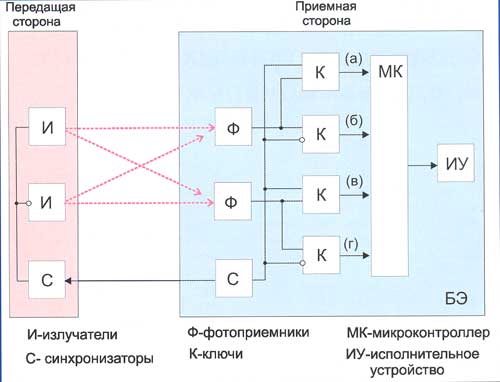 Передащая сторона
Приемная сторона
И
И
С
Ф
Ф
С
К
К
К
К
(а)
(б)
(в)
(г)
МК
ИУ
БЭ
И-излучатели
С- синхронизаторы
Ф-фотоприемники
К-ключи
МК-микроконтроллер
ИУ-исполнительное
устройство